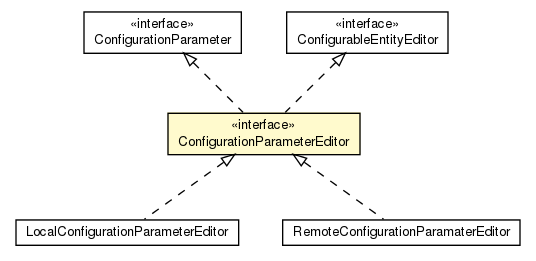 «interface»
ConfigurationParameter
«interface»
ConfigurableEntityEditor
«interface»
ConfigurationParameterEditor
LocalConfigurationParameterEditor
RemoteConfigurationParamaterEditor